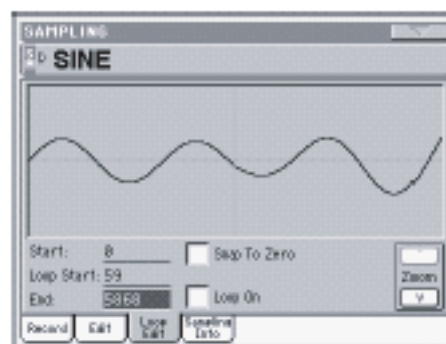 SAMPLING
SINE
Start: 0
Snap To Zero
Loop Start: 59
End: 5868
Loop On
Zoom
Record
Edit
Loop Edit
Sampling Info